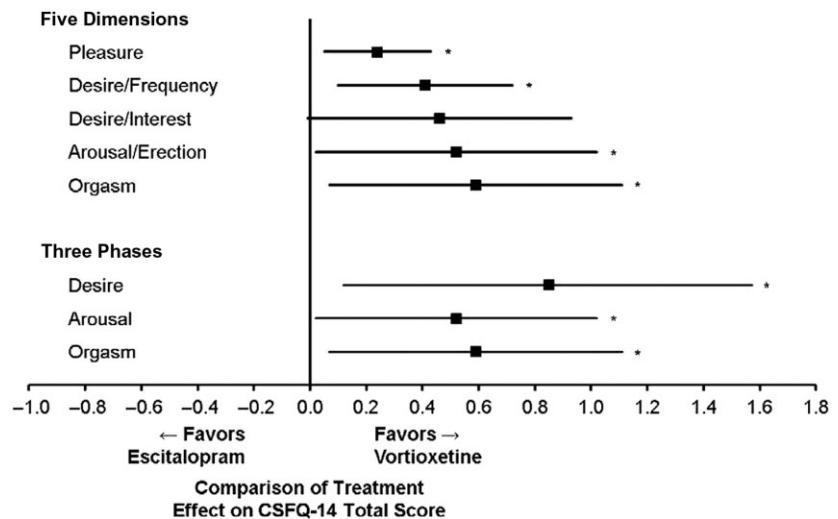 Five Dimensions
Pleasure *
Desire/Frequency *
Desire/Interest
Arousal/Erection *
Orgasm *
Three Phases
Desire *
Arousal *
Orgasm *
–1.0 –0.8 –0.6 –0.4 –0.2 0.0 0.2 0.4 0.6 0.8 1.0 1.2 1.4 1.6 1.8
← Favors Favors →
Escitalopram Vortioxetine
Comparison of Treatment
Effect on CSFQ-14 Total Score